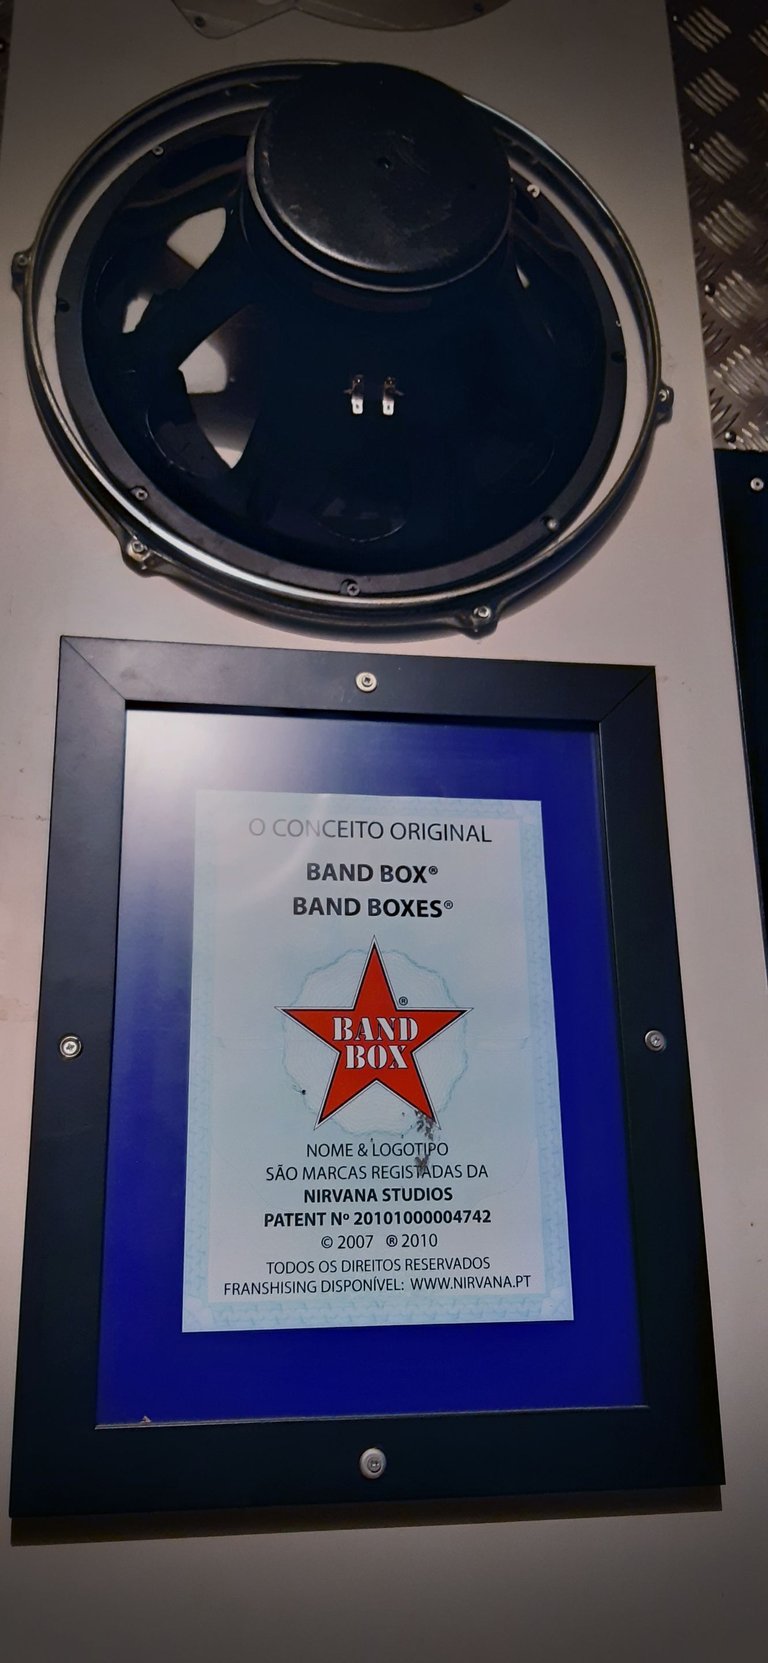 O CONCEITO ORIGINAL
BAND BOX®
BAND BOXES®
®
BAND
BOX
NOME & LOGOTIPO
SÃO MARCAS REGISTADAS DA
NIRVANA STUDIOS
PATENT Nº 20101000004742
© 2007 ® 2010
TODOS OS DIREITOS RESERVADOS
FRANSHISING DISPONÍVEL: WWW.NIRVANA.PT